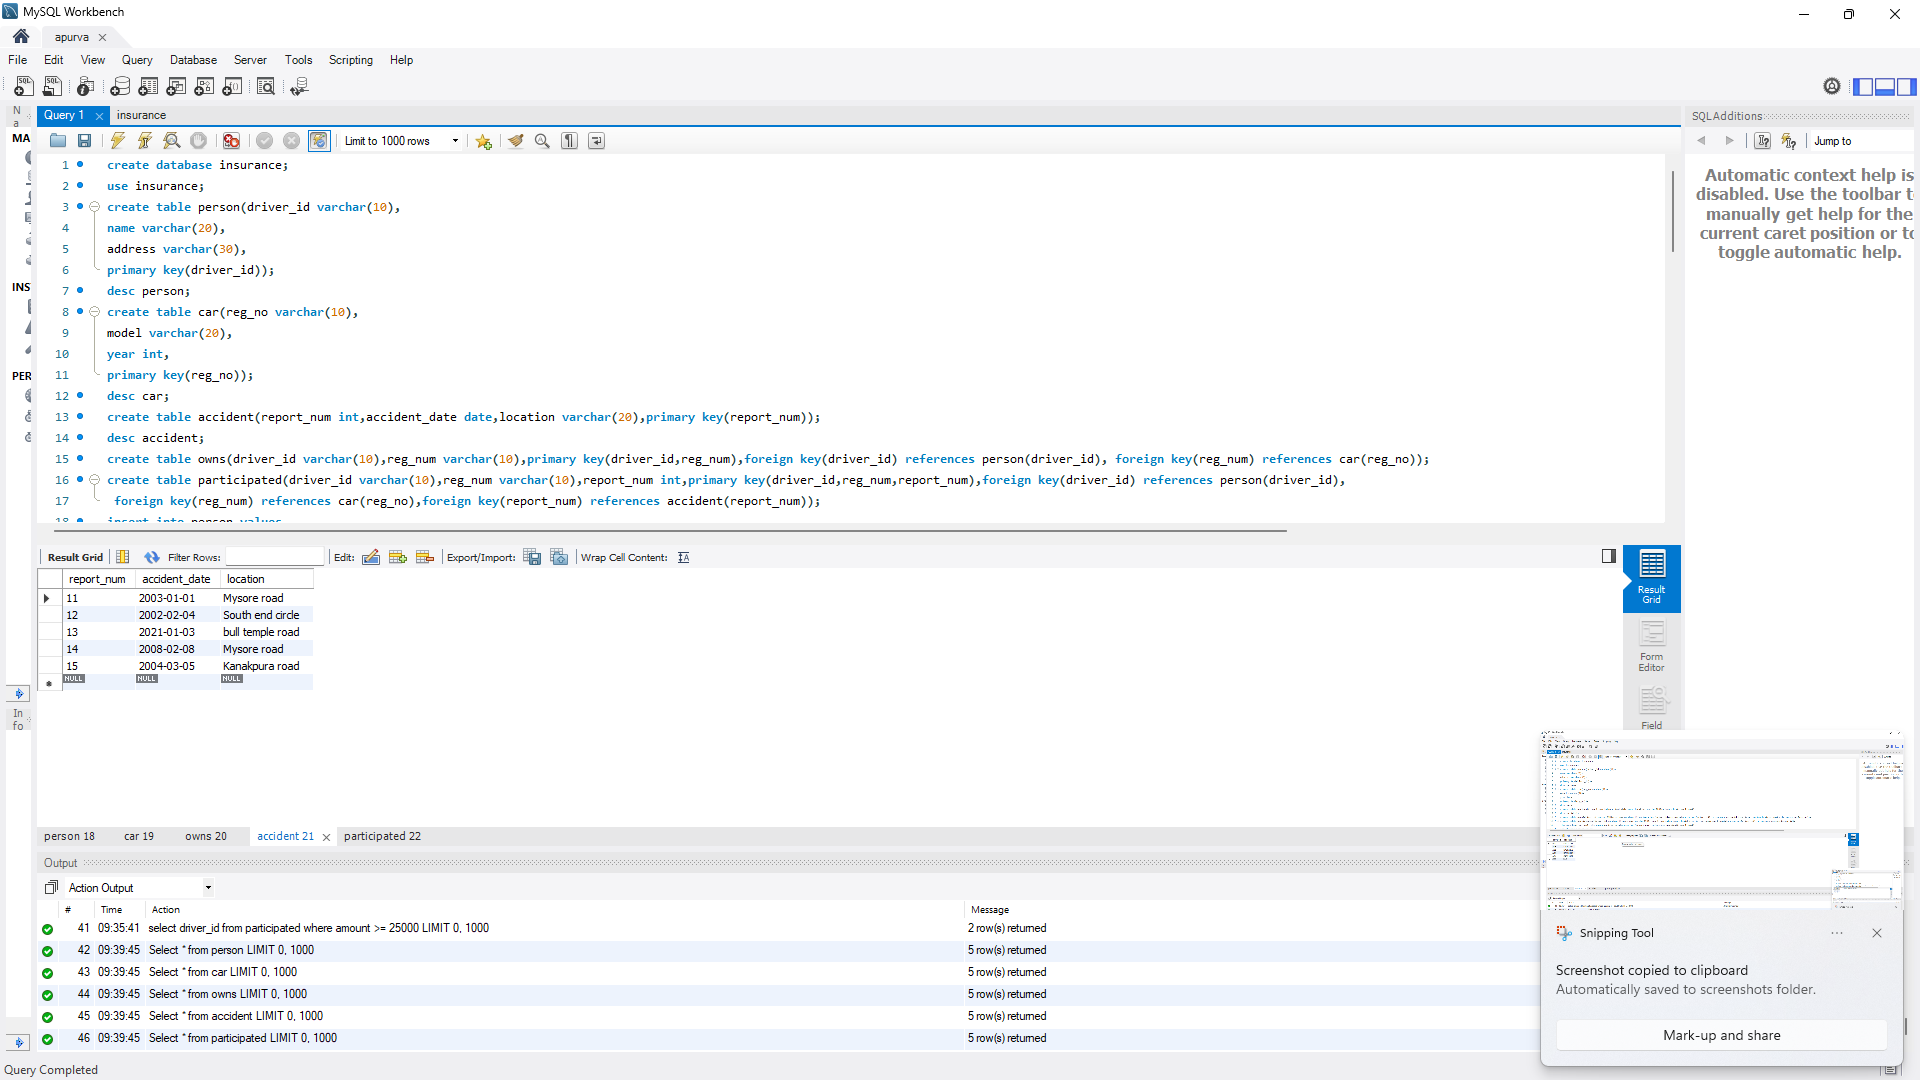 MySQL Workbench
apurva
File Edit View Query Database Server Tools Scripting Help
Na
Query 1 insurance
SQLAdditions
MA
Limit to 1000 rows
Jump to
1 create database insurance;
2 use insurance;
3 create table person(driver_id varchar(10),
4 name varchar(20),
5 address varchar(30),
6 primary key(driver_id));
7 desc person;
8 create table car(reg_no varchar(10),
9 model varchar(20),
10 year int,
11 primary key(reg_no));
12 desc car;
13 create table accident(report_num int,accident_date date,location varchar(20),primary key(report_num));
14 desc accident;
15 create table owns(driver_id varchar(10),reg_num varchar(10),primary key(driver_id,reg_num),foreign key(driver_id) references person(driver_id), foreign key(reg_num) references car(reg_no));
16 create table participated(driver_id varchar(10),reg_num varchar(10),report_num int,primary key(driver_id,reg_num,report_num),foreign key(driver_id) references person(driver_id),
17 foreign key(reg_num) references car(reg_no),foreign key(report_num) references accident(report_num));
18 insert into person values
INS
PER
Automatic context help is
disabled. Use the toolbar t
manually get help for the
current caret position or to
toggle automatic help.
Result Grid Filter Rows: Edit: Export/Import: Wrap Cell Content:
report_num accident_date location
11 2003-01-01 Mysore road
12 2002-02-04 South end circle
13 2021-01-03 bull temple road
14 2008-02-08 Mysore road
15 2004-03-05 Kanakpura road
NULL NULL NULL
Result
Grid
Form
Editor
Field
In
fo
person 18 car 19 owns 20 accident 21 participated 22
Output
Action Output
# Time Action Message
41 09:35:41 select driver_id from participated where amount >= 25000 LIMIT 0, 1000 2 row(s) returned
42 09:39:45 Select * from person LIMIT 0, 1000 5 row(s) returned
43 09:39:45 Select * from car LIMIT 0, 1000 5 row(s) returned
44 09:39:45 Select * from owns LIMIT 0, 1000 5 row(s) returned
45 09:39:45 Select * from accident LIMIT 0, 1000 5 row(s) returned
46 09:39:45 Select * from participated LIMIT 0, 1000 5 row(s) returned
Snipping Tool
Screenshot copied to clipboard
Automatically saved to screenshots folder.
Mark-up and share
Query Completed